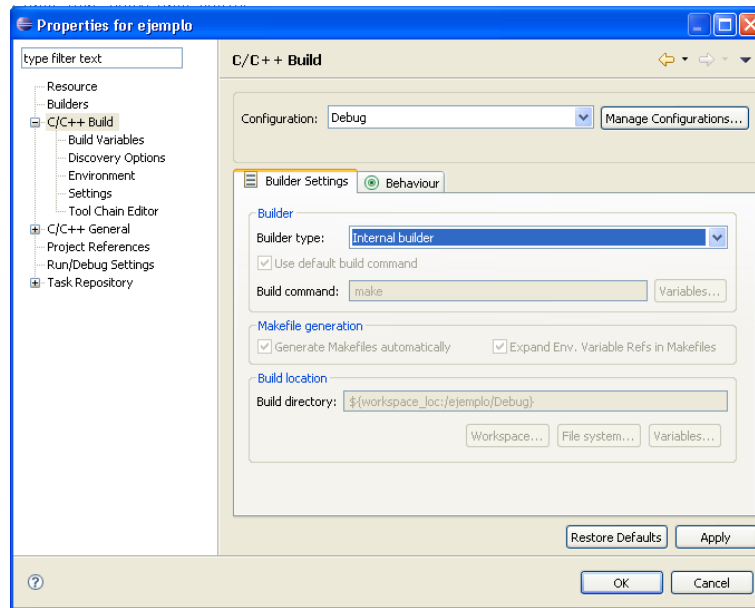 Properties for ejemplo
type filter text
C/C++ Build
Resource
Builders
C/C++ Build
Build Variables
Discovery Options
Environment
Settings
Tool Chain Editor
C/C++ General
Project References
Run/Debug Settings
Task Repository
Configuration: Debug Manage Configurations...
Builder Settings Behaviour
Builder
Builder type: Internal builder
Use default build command
Build command: make Variables...
Makefile generation
Generate Makefiles automatically Expand Env. Variable Refs in Makefiles
Build location
Build directory: ${workspace_loc:/ejemplo/Debug}
Workspace... File system... Variables...
Restore Defaults Apply
? OK Cancel